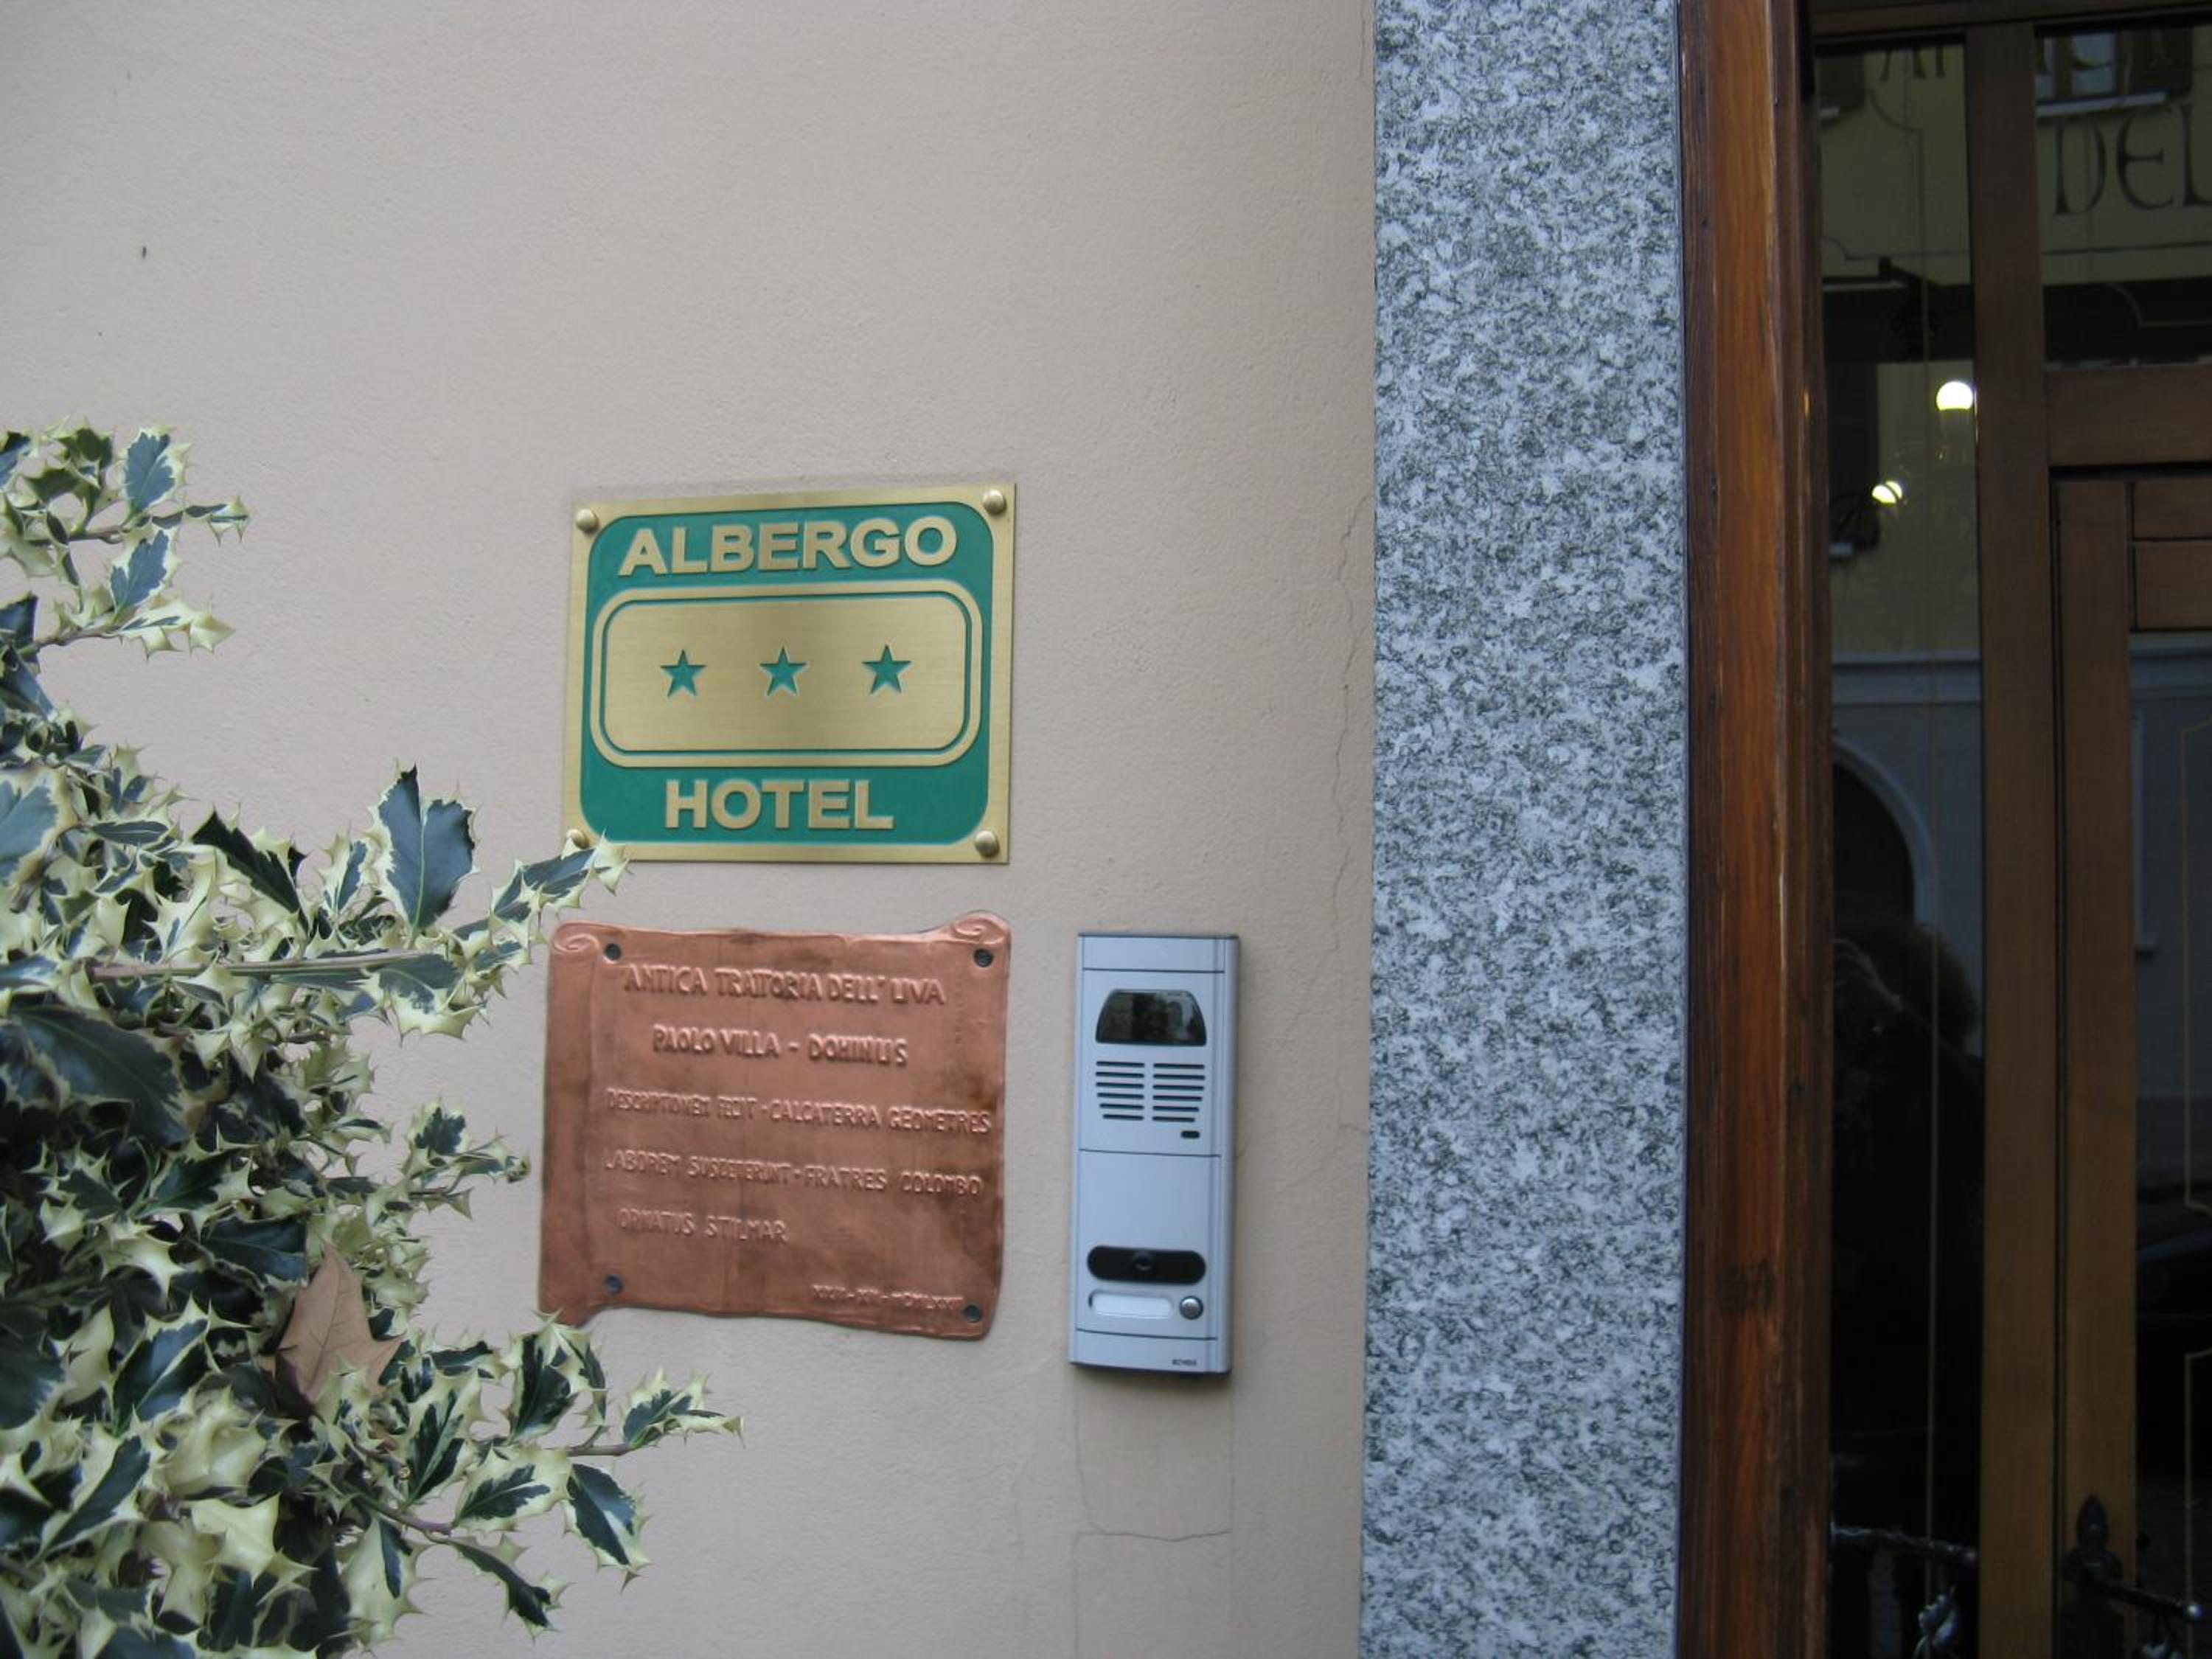 ALBERGO
HOTEL
ANTICA TRATTORIA DELL' UVA
PAOLO VILLA - DOMINUS
DESCRIPTIONEM FECIT - CALCATERRA GEOMETRES
LABOREM SUSCEPERUNT - FRATRES COLOMBO
ORNATUS STILMAR
DEL